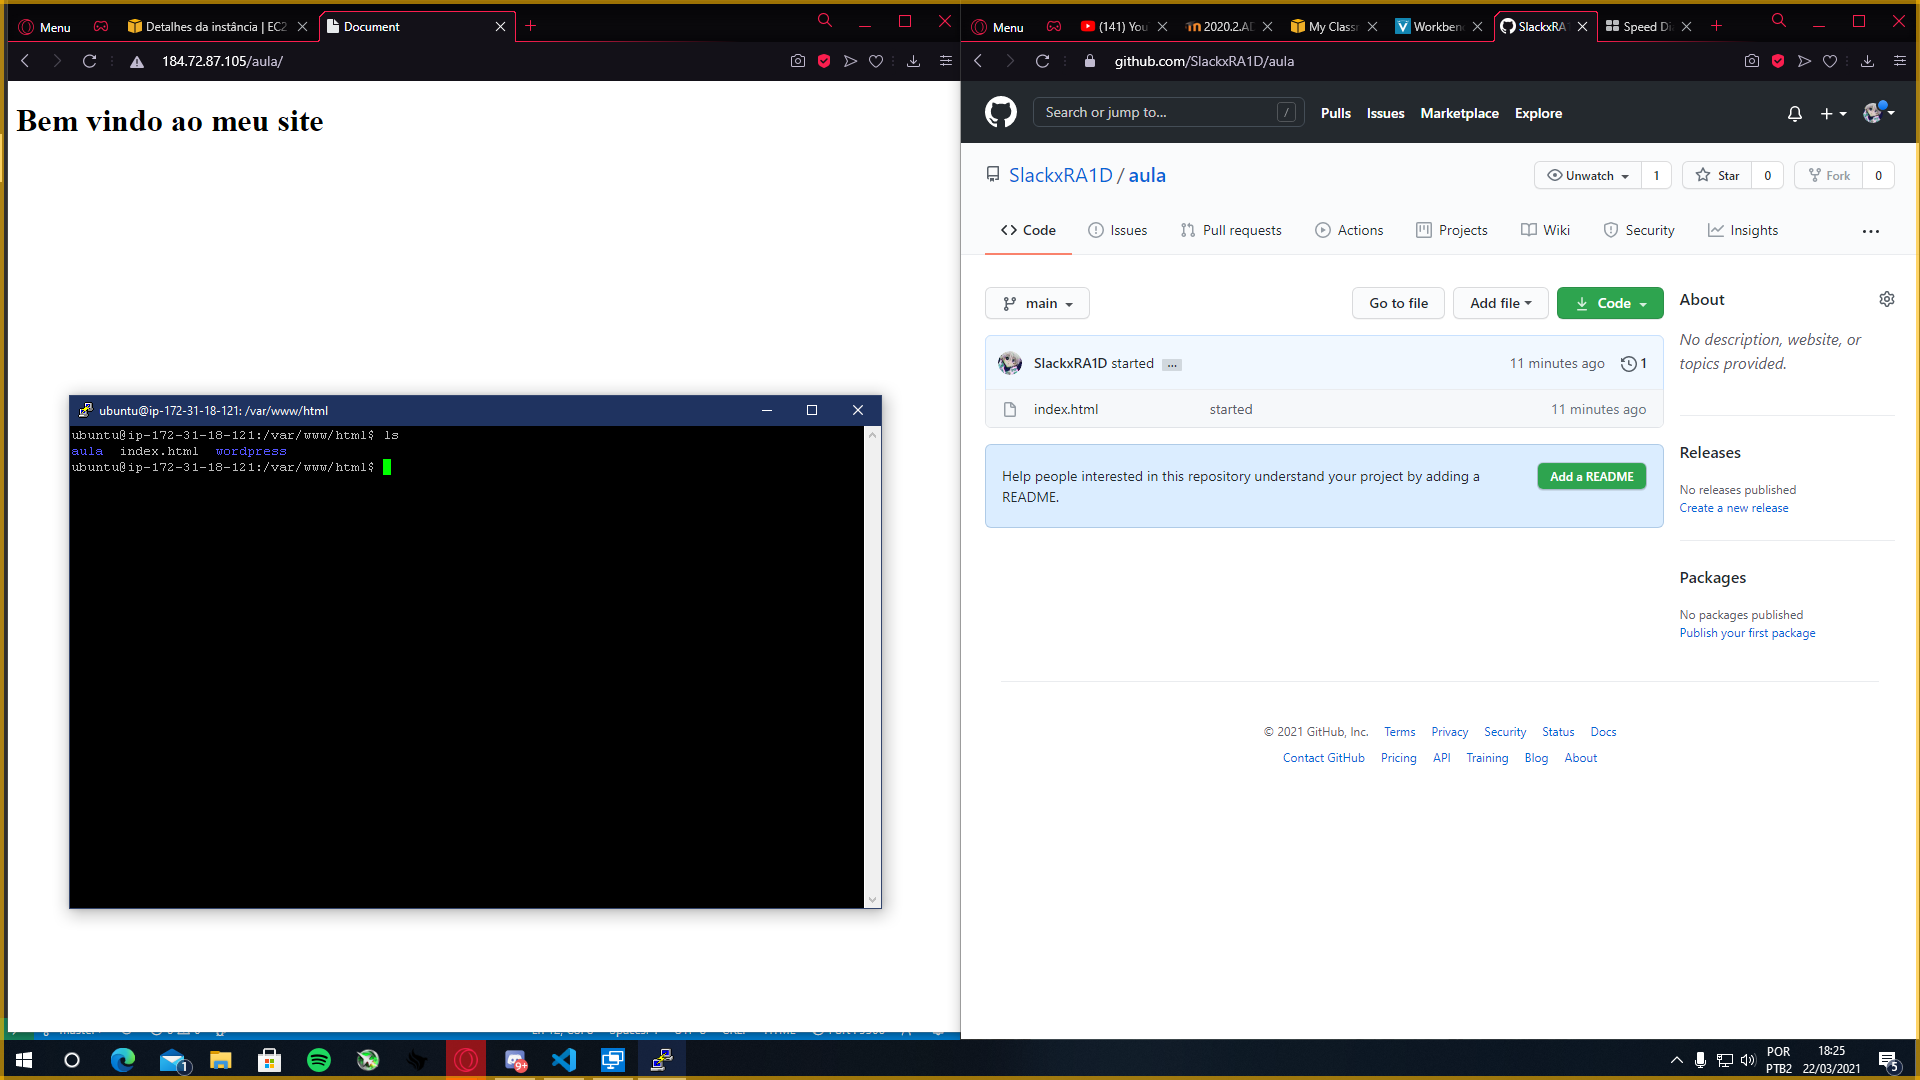 Menu
Detalhes da instância | EC2
Document
184.72.87.105/aula/
Bem vindo ao meu site
ubuntu@ip-172-31-18-121: /var/www/html
ubuntu@ip-172-31-18-121:/var/www/html$ ls
aula index.html wordpress
ubuntu@ip-172-31-18-121:/var/www/html$
Menu
(141) You
2020.2.AD
My Class
Workben
SlackxRA1
Speed Di
github.com/SlackxRA1D/aula
Search or jump to... /
Pulls Issues Marketplace Explore
SlackxRA1D / aula
Unwatch 1 Star 0 Fork 0
Code Issues Pull requests Actions Projects Wiki Security Insights ...
main Go to file Add file Code
SlackxRA1D started ... 11 minutes ago 1
index.html started 11 minutes ago
Help people interested in this repository understand your project by adding a
README.
Add a README
About
No description, website, or
topics provided.
Releases
No releases published
Create a new release
Packages
No packages published
Publish your first package
© 2021 GitHub, Inc. Terms Privacy Security Status Docs
Contact GitHub Pricing API Training Blog About
1
9+
POR
PTB2
18:25
22/03/2021
5